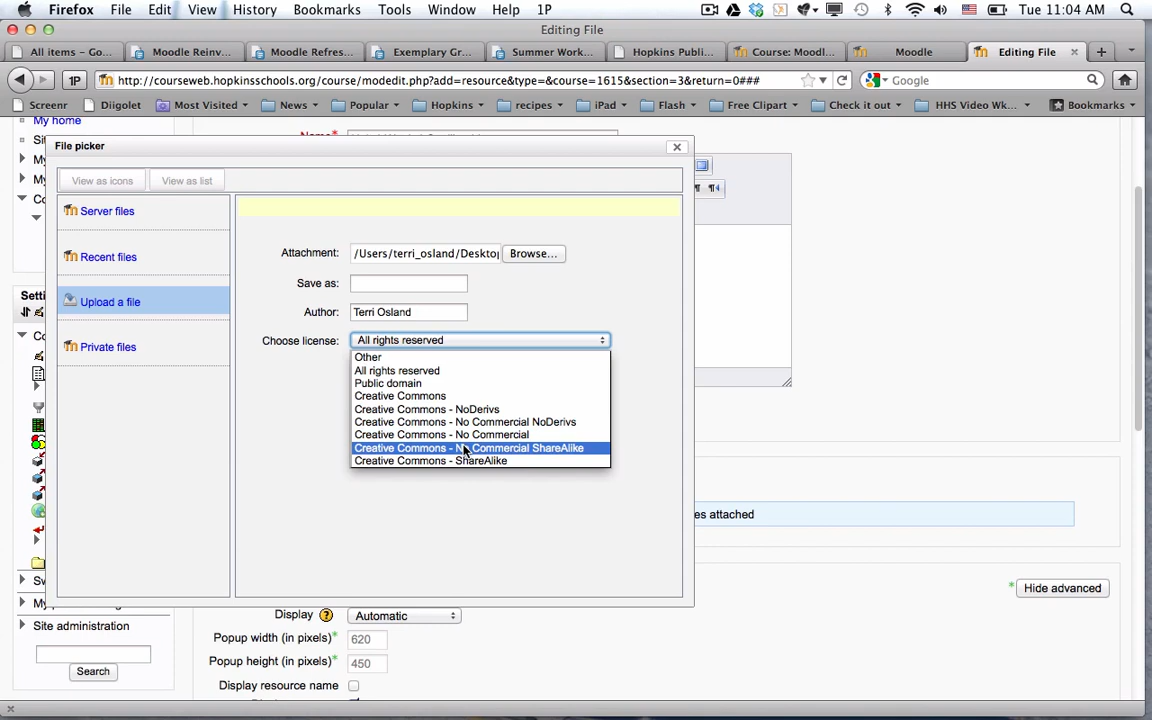 Firefox File Edit View History Bookmarks Tools Window Help 1P Tue 11:04 AM
Editing File
All items – Go... Moodle Reinv... Moodle Refres... Exemplary Gr... Summer Work... Hopkins Publi... Course: Moodl... Moodle Editing File
1P http://courseweb.hopkinsschools.org/course/modedit.php?add=resource&type=&course=1615&section=3&return=0### Google
Screenr Diigolet Most Visited News Popular Hopkins recipes iPad Flash Free Clipart Check it out HHS Video Wk... Bookmarks
My home
Name*
File picker
View as icons View as list
Server files
Recent files
Upload a file
Private files
Attachment: /Users/terri_osland/Desktop Browse...
Save as:
Author: Terri Osland
Choose license: All rights reserved
Other
All rights reserved
Public domain
Creative Commons
Creative Commons - NoDerivs
Creative Commons - No Commercial NoDerivs
Creative Commons - No Commercial
Creative Commons - No Commercial ShareAlike
Creative Commons - ShareAlike
Setti
es attached
* Hide advanced
Display Automatic
Popup width (in pixels)* 620
Popup height (in pixels)* 450
Display resource name
Site administration
Search